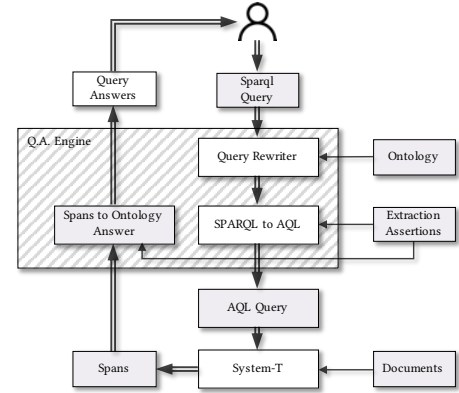 Query
Answers
Sparql
Query
Q.A. Engine
Query Rewriter
Ontology
Spans to Ontology
Answer
SPARQL to AQL
Extraction
Assertions
AQL Query
Spans
System-T
Documents